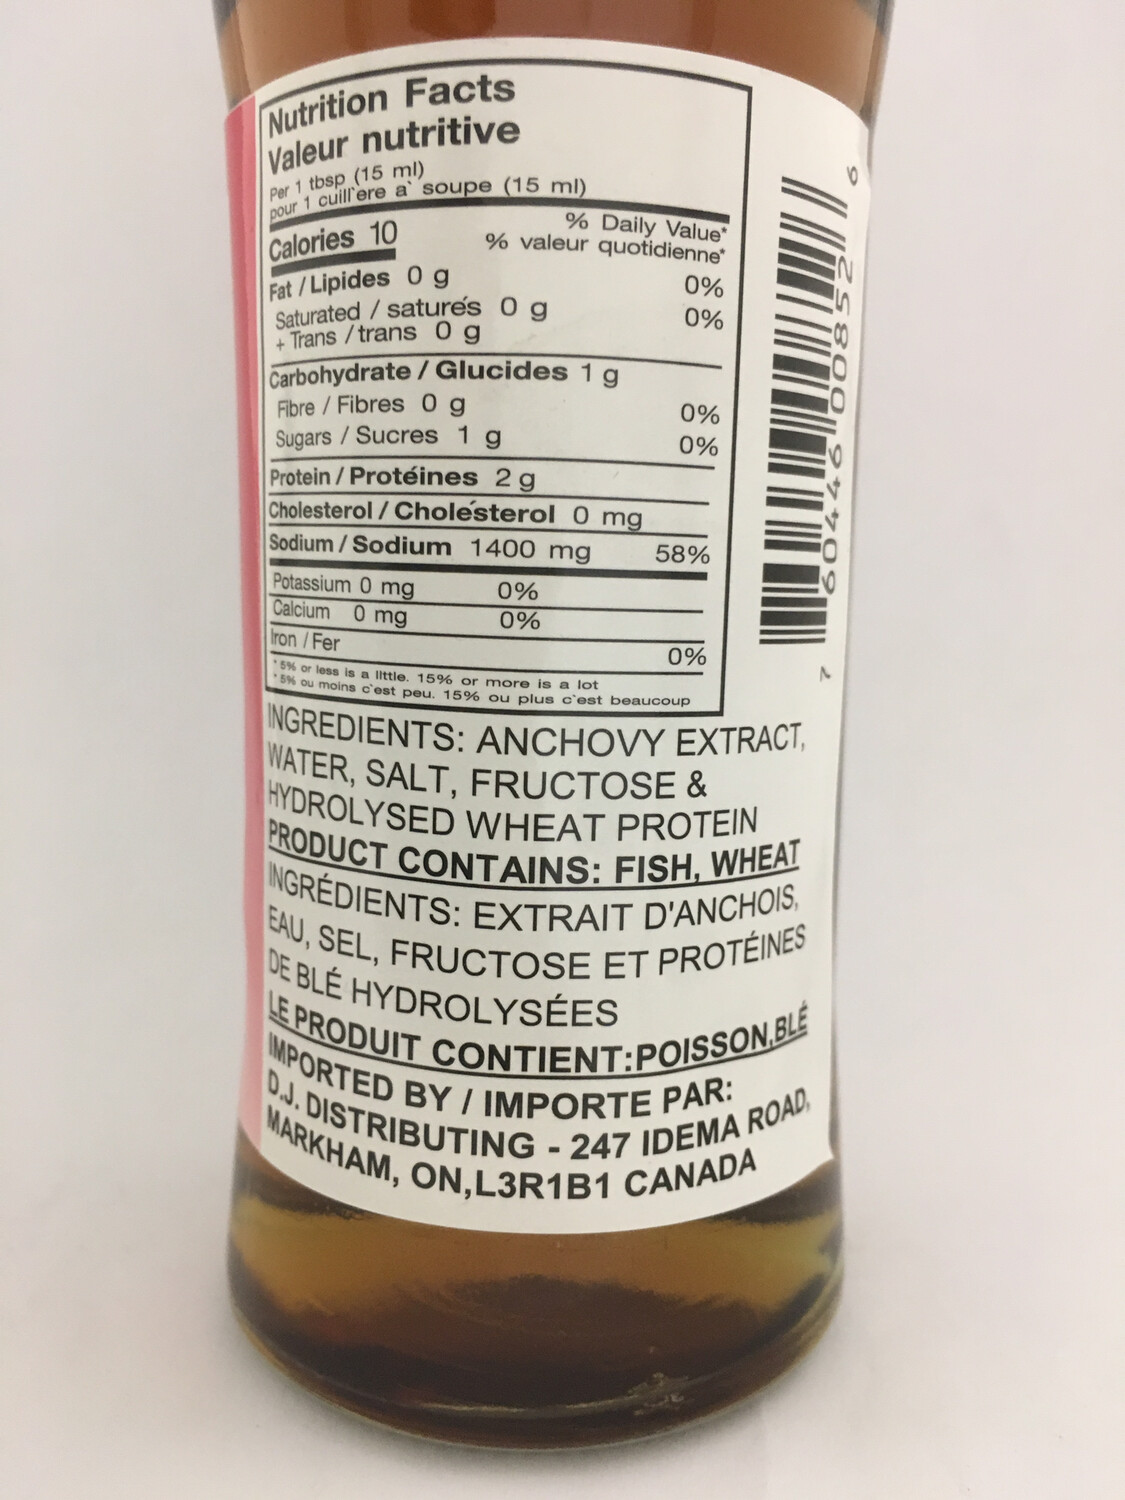 Nutrition Facts
Valeur nutritive
Per 1 tbsp (15 ml)
pour 1 cuill`ere a` soupe (15 ml)
% Daily Value*
Calories 10
% valeur quotidienne*
Fat / Lipides 0 g 0%
Saturated / saturés 0 g 0%
+ Trans / trans 0 g
Carbohydrate / Glucides 1 g
Fibre / Fibres 0 g 0%
Sugars / Sucres 1 g 0%
Protein / Protéines 2 g
Cholesterol / Cholésterol 0 mg
Sodium / Sodium 1400 mg 58%
Potassium 0 mg 0%
Calcium 0 mg 0%
Iron / Fer 0%
* 5% or less is a little. 15% or more is a lot
* 5% ou moins c`est peu. 15% ou plus c`est beaucoup
INGREDIENTS: ANCHOVY EXTRACT,
WATER, SALT, FRUCTOSE &
HYDROLYSED WHEAT PROTEIN
PRODUCT CONTAINS: FISH, WHEAT
INGRÉDIENTS: EXTRAIT D'ANCHOIS,
EAU, SEL, FRUCTOSE ET PROTÉINES
DE BLÉ HYDROLYSÉES
LE PRODUIT CONTIENT:POISSON,BLÉ
IMPORTED BY / IMPORTE PAR:
D.J. DISTRIBUTING - 247 IDEMA ROAD,
MARKHAM, ON,L3R1B1 CANADA
7 60446 00852 6